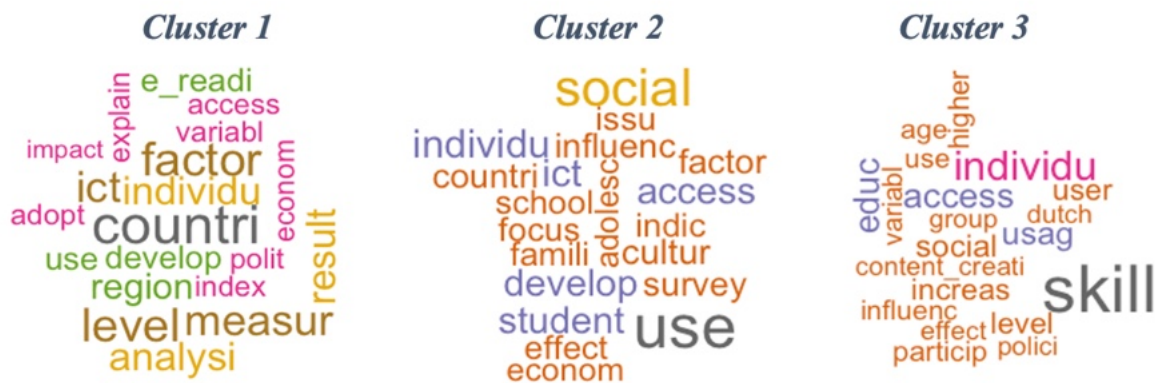 Cluster 1
explain
e_readi
access
variabl
impact
factor
econom
ict
individu
adopt
countri
result
use
develop
polit
region
index
level
measur
analysi
Cluster 2
social
issu
individu
influenc
factor
countri
ict
adolesc
access
school
focus
indic
famili
cultur
develop
survey
student
use
effect
econom
Cluster 3
higher
age
use
individu
educ
variabl
access
user
group
dutch
social
usag
content_creati
increas
skill
influenc
effect
level
particip
polici